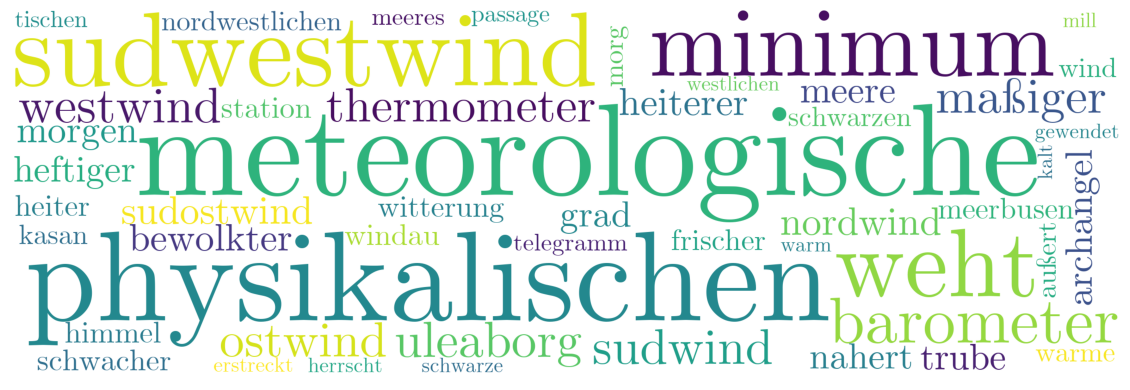 tischen nordwestlichen meeres passage mill
sudwestwind minimum
morg wind
westlichen
westwind station thermometer heiterer meere maßiger
morgen meteorologische schwarzen gewendet
heftiger kalt
heiter sudostwind witterung grad nordwind meerbusen archangel
kasan bewolkter windau telegramm frischer warm
physikalischen weht außert
himmel barometer
schwacher ostwind uleaborg sudwind nahert trube warme
erstreckt herrscht schwarze